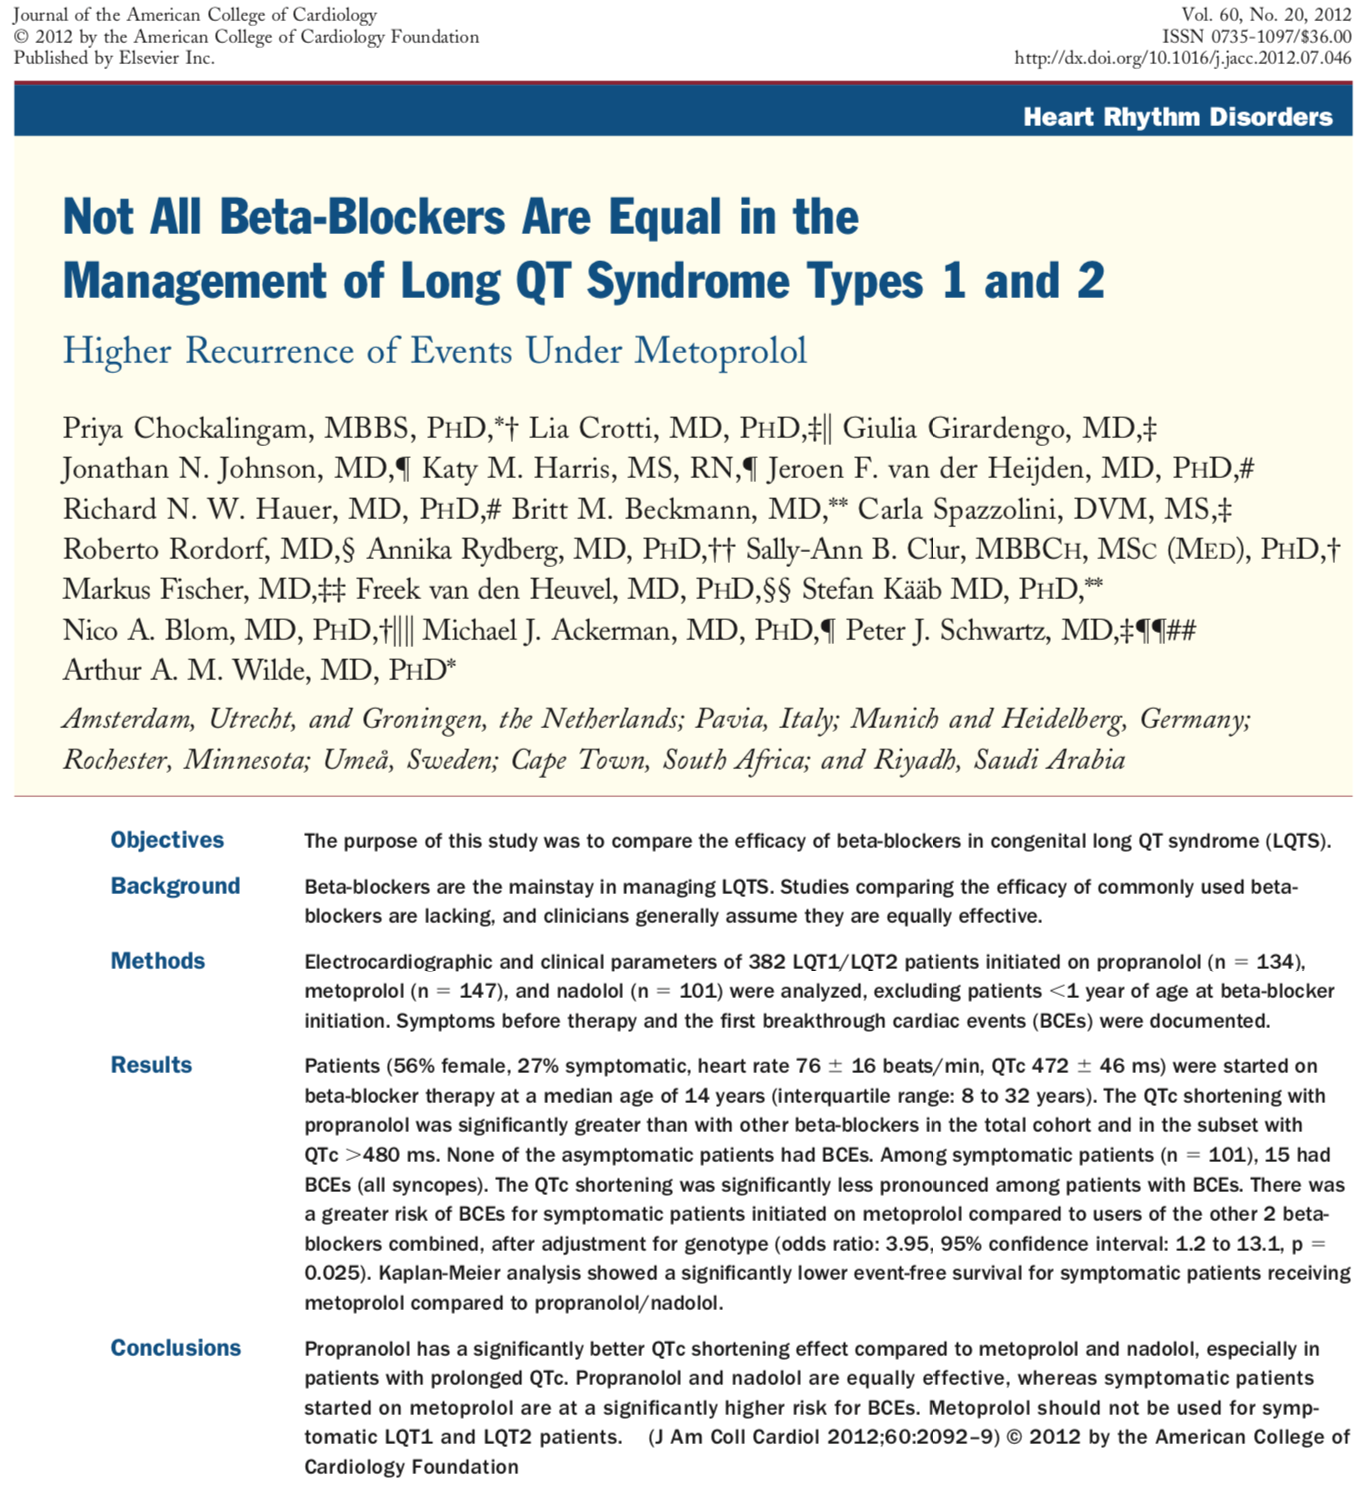 Journal of the American College of Cardiology
© 2012 by the American College of Cardiology Foundation
Published by Elsevier Inc.
Vol. 60, No. 20, 2012
ISSN 0735-1097/$36.00
http://dx.doi.org/10.1016/j.jacc.2012.07.046
Heart Rhythm Disorders
Not All Beta-Blockers Are Equal in the
Management of Long QT Syndrome Types 1 and 2
Higher Recurrence of Events Under Metoprolol
Priya Chockalingam, MBBS, PHD,*† Lia Crotti, MD, PHD,‡|| Giulia Girardengo, MD,‡
Jonathan N. Johnson, MD,¶ Katy M. Harris, MS, RN,¶ Jeroen F. van der Heijden, MD, PHD,#
Richard N. W. Hauer, MD, PHD,# Britt M. Beckmann, MD,** Carla Spazzolini, DVM, MS,‡
Roberto Rordorf, MD,§ Annika Rydberg, MD, PHD,†† Sally-Ann B. Clur, MBBCH, MSC (MED), PHD,†
Markus Fischer, MD,‡‡ Freek van den Heuvel, MD, PHD,§§ Stefan Kääb MD, PHD,**
Nico A. Blom, MD, PHD,†|||| Michael J. Ackerman, MD, PHD,¶ Peter J. Schwartz, MD,‡¶¶##
Arthur A. M. Wilde, MD, PHD*
Amsterdam, Utrecht, and Groningen, the Netherlands; Pavia, Italy; Munich and Heidelberg, Germany;
Rochester, Minnesota; Umeå, Sweden; Cape Town, South Africa; and Riyadh, Saudi Arabia
Objectives The purpose of this study was to compare the efficacy of beta-blockers in congenital long QT syndrome (LQTS).
Background Beta-blockers are the mainstay in managing LQTS. Studies comparing the efficacy of commonly used beta-
blockers are lacking, and clinicians generally assume they are equally effective.
Methods Electrocardiographic and clinical parameters of 382 LQT1/LQT2 patients initiated on propranolol (n = 134),
metoprolol (n = 147), and nadolol (n = 101) were analyzed, excluding patients <1 year of age at beta-blocker
initiation. Symptoms before therapy and the first breakthrough cardiac events (BCEs) were documented.
Results Patients (56% female, 27% symptomatic, heart rate 76 ± 16 beats/min, QTc 472 ± 46 ms) were started on
beta-blocker therapy at a median age of 14 years (interquartile range: 8 to 32 years). The QTc shortening with
propranolol was significantly greater than with other beta-blockers in the total cohort and in the subset with
QTc >480 ms. None of the asymptomatic patients had BCEs. Among symptomatic patients (n = 101), 15 had
BCEs (all syncopes). The QTc shortening was significantly less pronounced among patients with BCEs. There was
a greater risk of BCEs for symptomatic patients initiated on metoprolol compared to users of the other 2 beta-
blockers combined, after adjustment for genotype (odds ratio: 3.95, 95% confidence interval: 1.2 to 13.1, p =
0.025). Kaplan-Meier analysis showed a significantly lower event-free survival for symptomatic patients receiving
metoprolol compared to propranolol/nadolol.
Conclusions Propranolol has a significantly better QTc shortening effect compared to metoprolol and nadolol, especially in
patients with prolonged QTc. Propranolol and nadolol are equally effective, whereas symptomatic patients
started on metoprolol are at a significantly higher risk for BCEs. Metoprolol should not be used for symp-
tomatic LQT1 and LQT2 patients. (J Am Coll Cardiol 2012;60:2092–9) © 2012 by the American College of
Cardiology Foundation